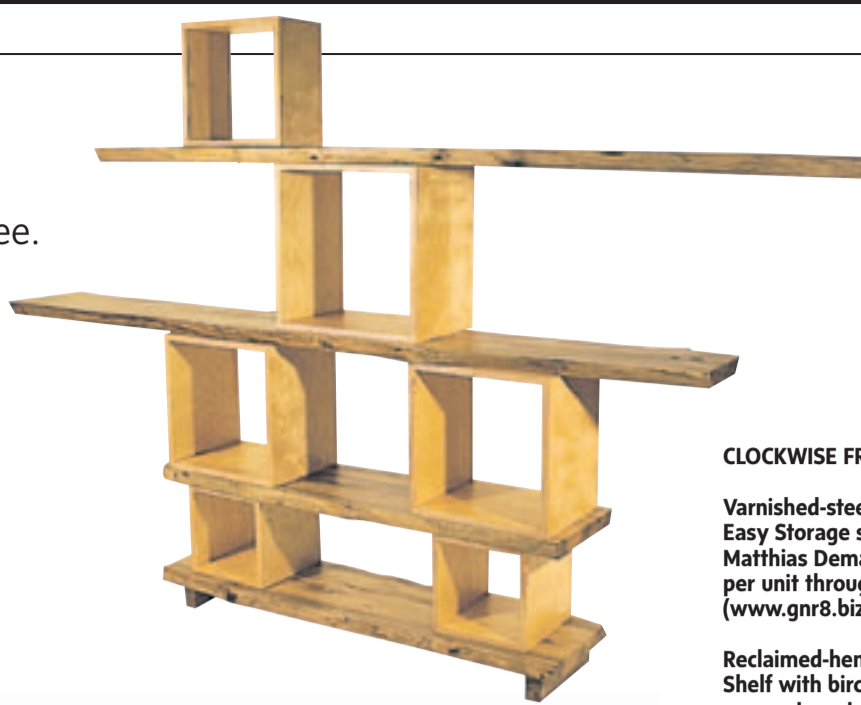 ee.
CLOCKWISE FR
Varnished-stee
Easy Storage s
Matthias Dema
per unit throug
(www.gnr8.biz
Reclaimed-hem
Shelf with birc